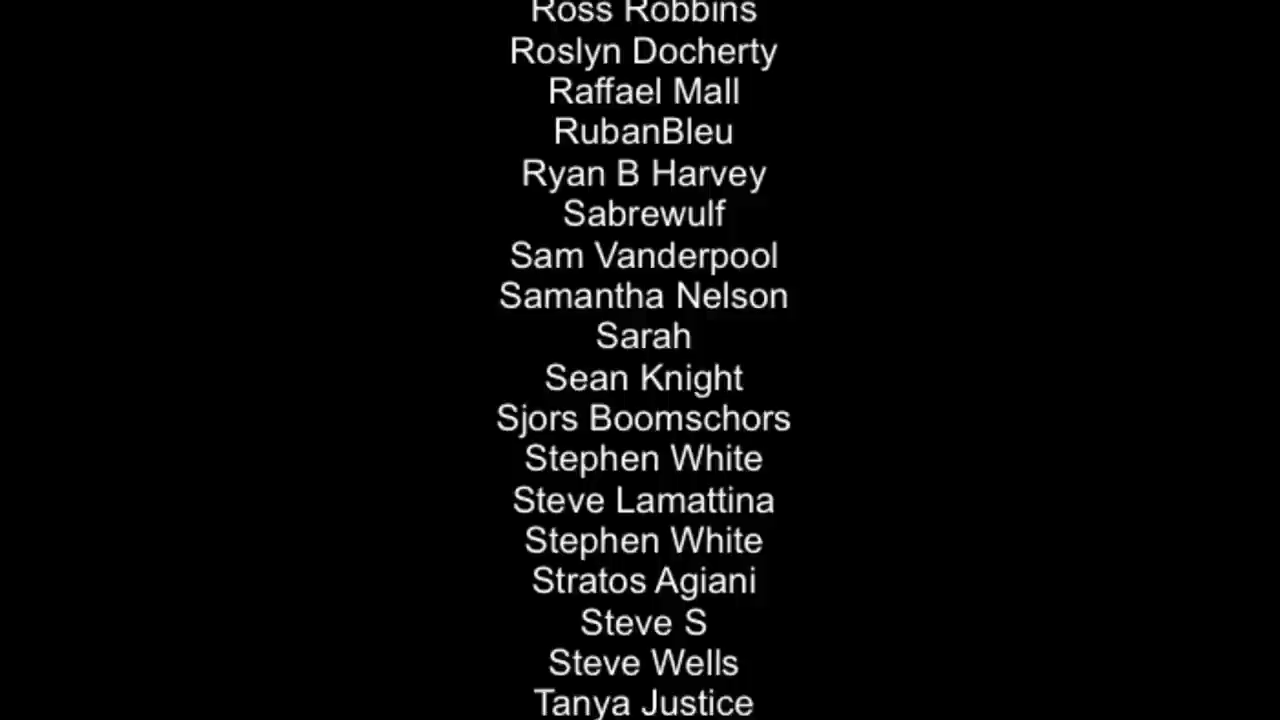 Ross Robbins
Roslyn Docherty
Raffael Mall
RubanBleu
Ryan B Harvey
Sabrewulf
Sam Vanderpool
Samantha Nelson
Sarah
Sean Knight
Sjors Boomschors
Stephen White
Steve Lamattina
Stephen White
Stratos Agiani
Steve S
Steve Wells
Tanya Justice